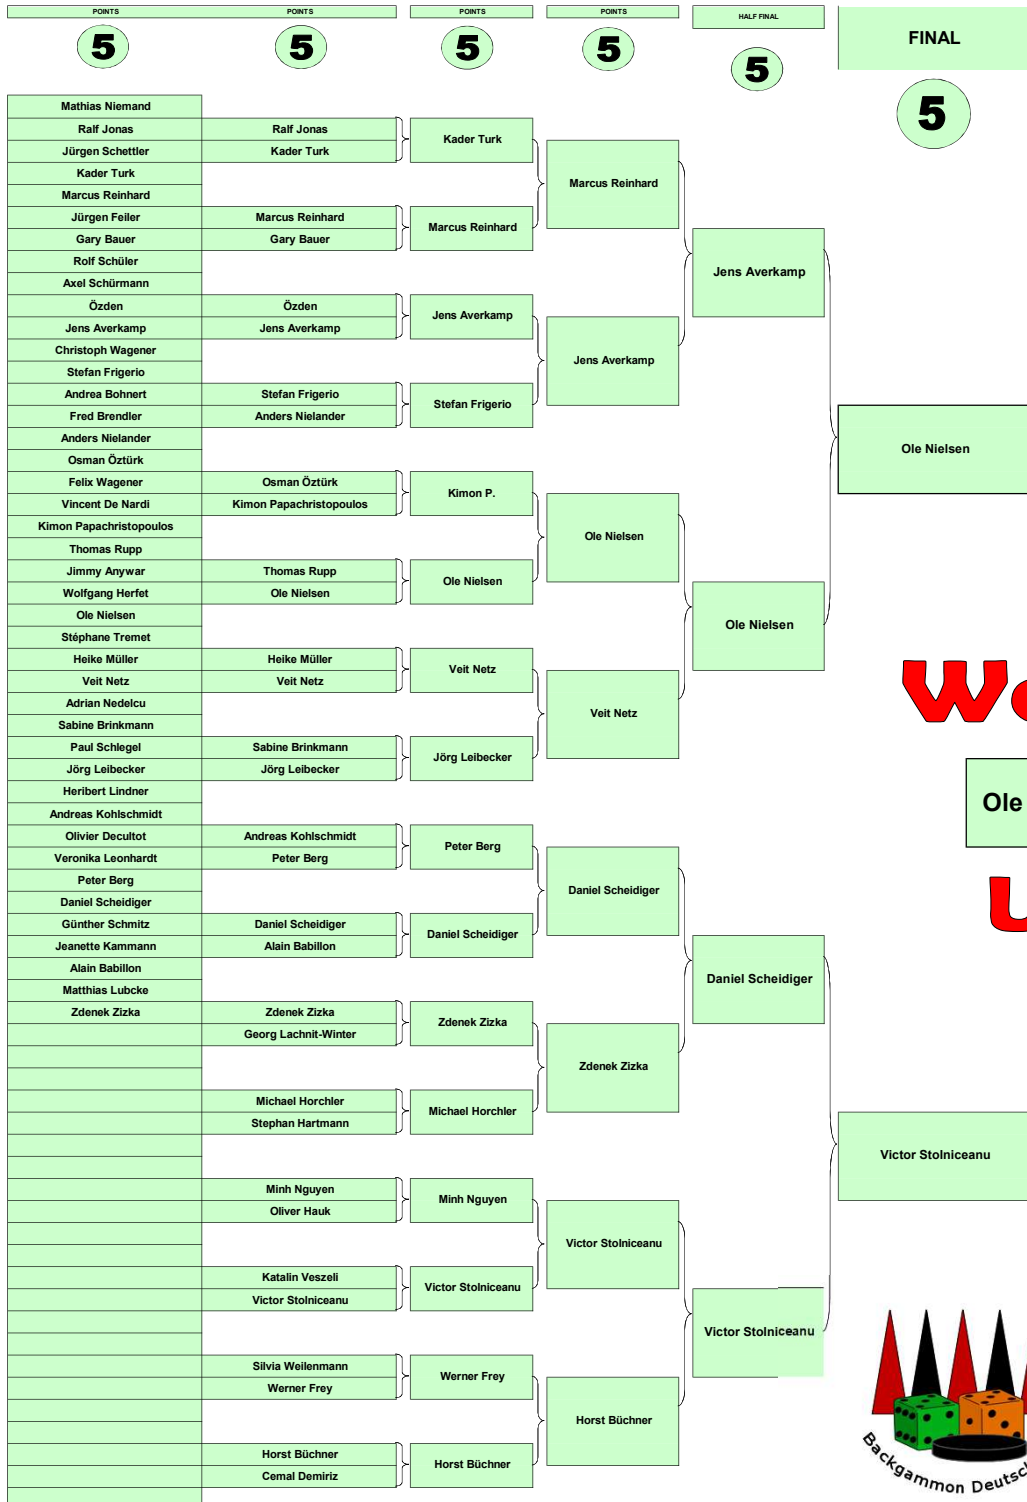 POINTS POINTS POINTS POINTS HALF FINAL FINAL
5 5 5 5 5 5
Mathias Niemand
Ralf Jonas Ralf Jonas Kader Turk
Jürgen Schettler Kader Turk
Kader Turk Marcus Reinhard
Marcus Reinhard
Jürgen Feiler Marcus Reinhard Marcus Reinhard
Gary Bauer Gary Bauer
Rolf Schüler Jens Averkamp
Axel Schürmann
Özden Özden Jens Averkamp
Jens Averkamp Jens Averkamp
Christoph Wagener Jens Averkamp
Stefan Frigerio
Andrea Bohnert Stefan Frigerio Stefan Frigerio
Fred Brendler Anders Nielander
Anders Nielander Ole Nielsen
Osman Öztürk
Felix Wagener Osman Öztürk Kimon P.
Vincent De Nardi Kimon Papachristopoulos
Kimon Papachristopoulos Ole Nielsen
Thomas Rupp
Jimmy Anywar Thomas Rupp Ole Nielsen
Wolfgang Herfet Ole Nielsen
Ole Nielsen Ole Nielsen
Stéphane Tremet
Heike Müller Heike Müller Veit Netz
Veit Netz Veit Netz
Adrian Nedelcu Veit Netz
Sabine Brinkmann
Paul Schlegel Sabine Brinkmann Jörg Leibecker
Jörg Leibecker Jörg Leibecker
Heribert Lindner Ole
Andreas Kohlschmidt
Olivier Decultot Andreas Kohlschmidt Peter Berg
Veronika Leonhardt Peter Berg
Peter Berg Daniel Scheidiger
Daniel Scheidiger
Günther Schmitz Daniel Scheidiger Daniel Scheidiger
Jeanette Kammann Alain Babillon
Alain Babillon Daniel Scheidiger
Matthias Lubcke
Zdenek Zizka Zdenek Zizka Zdenek Zizka
Georg Lachnit-Winter
Zdenek Zizka
Michael Horchler Michael Horchler
Stephan Hartmann
Victor Stolniceanu
Minh Nguyen Minh Nguyen
Oliver Hauk
Victor Stolniceanu
Katalin Veszeli Victor Stolniceanu
Victor Stolniceanu
Victor Stolniceanu
Silvia Weilenmann Werner Frey
Werner Frey
Horst Büchner
Horst Büchner Horst Büchner
Cemal Demiriz
Backgammon Deutsch